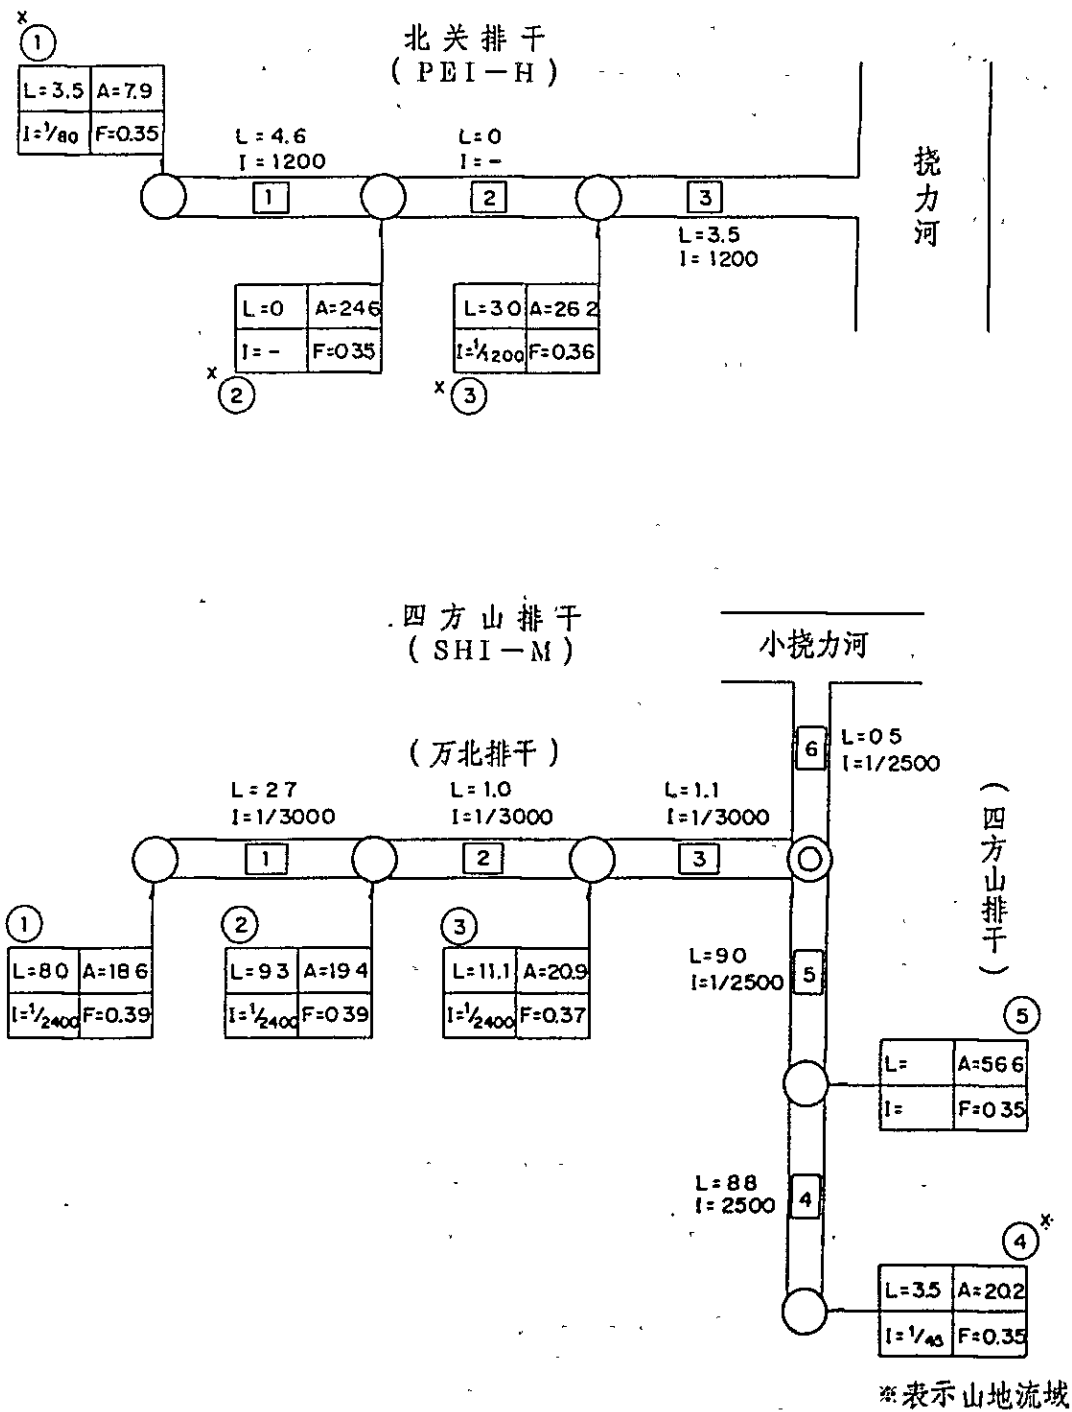 x
1
北关排干
(PEI-H)
L=3.5 A=7.9
I=1/80 F=0.35
L=4.6
I=1200
L=0
I=-
1
2
3
L=3.5
I=1200
挠力河
L=0 A=246
I=- F=035
x 2
L=30 A=262
I=1/1200 F=0.36
x 3
四方山排干
(SHI-M)
小挠力河
(万北排干)
6
L=05
I=1/2500
L=27
I=1/3000
L=1.0
I=1/3000
L=1.1
I=1/3000
1
2
3
(四方山排干)
1
L=80 A=186
I=1/2400 F=0.39
2
L=93 A=194
I=1/2400 F=039
3
L=11.1 A=20.9
I=1/2400 F=0.37
L=90
I=1/2500
5
5
L= A=566
I= F=035
L=88
I=2500
4
4 x
L=3.5 A=202
F=0.35
※表示山地流域